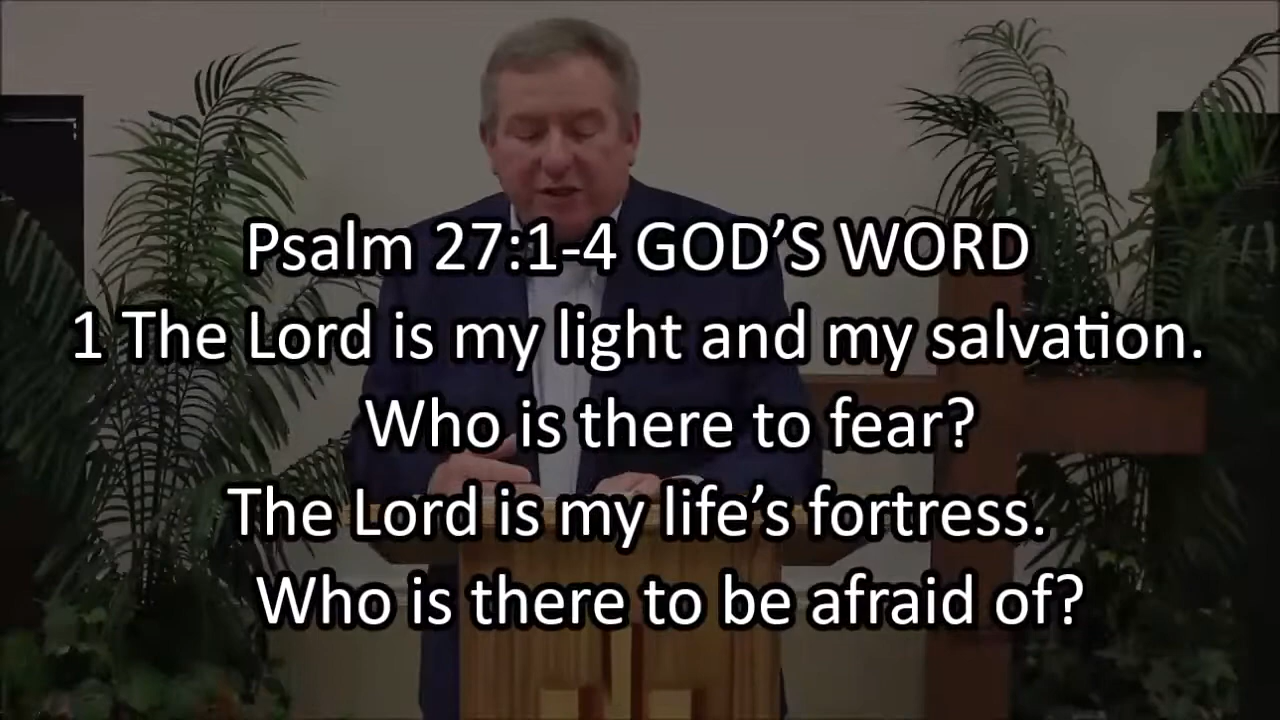 Psalm 27:1-4 GOD’S WORD
1 The Lord is my light and my salvation.
Who is there to fear?
The Lord is my life’s fortress.
Who is there to be afraid of?